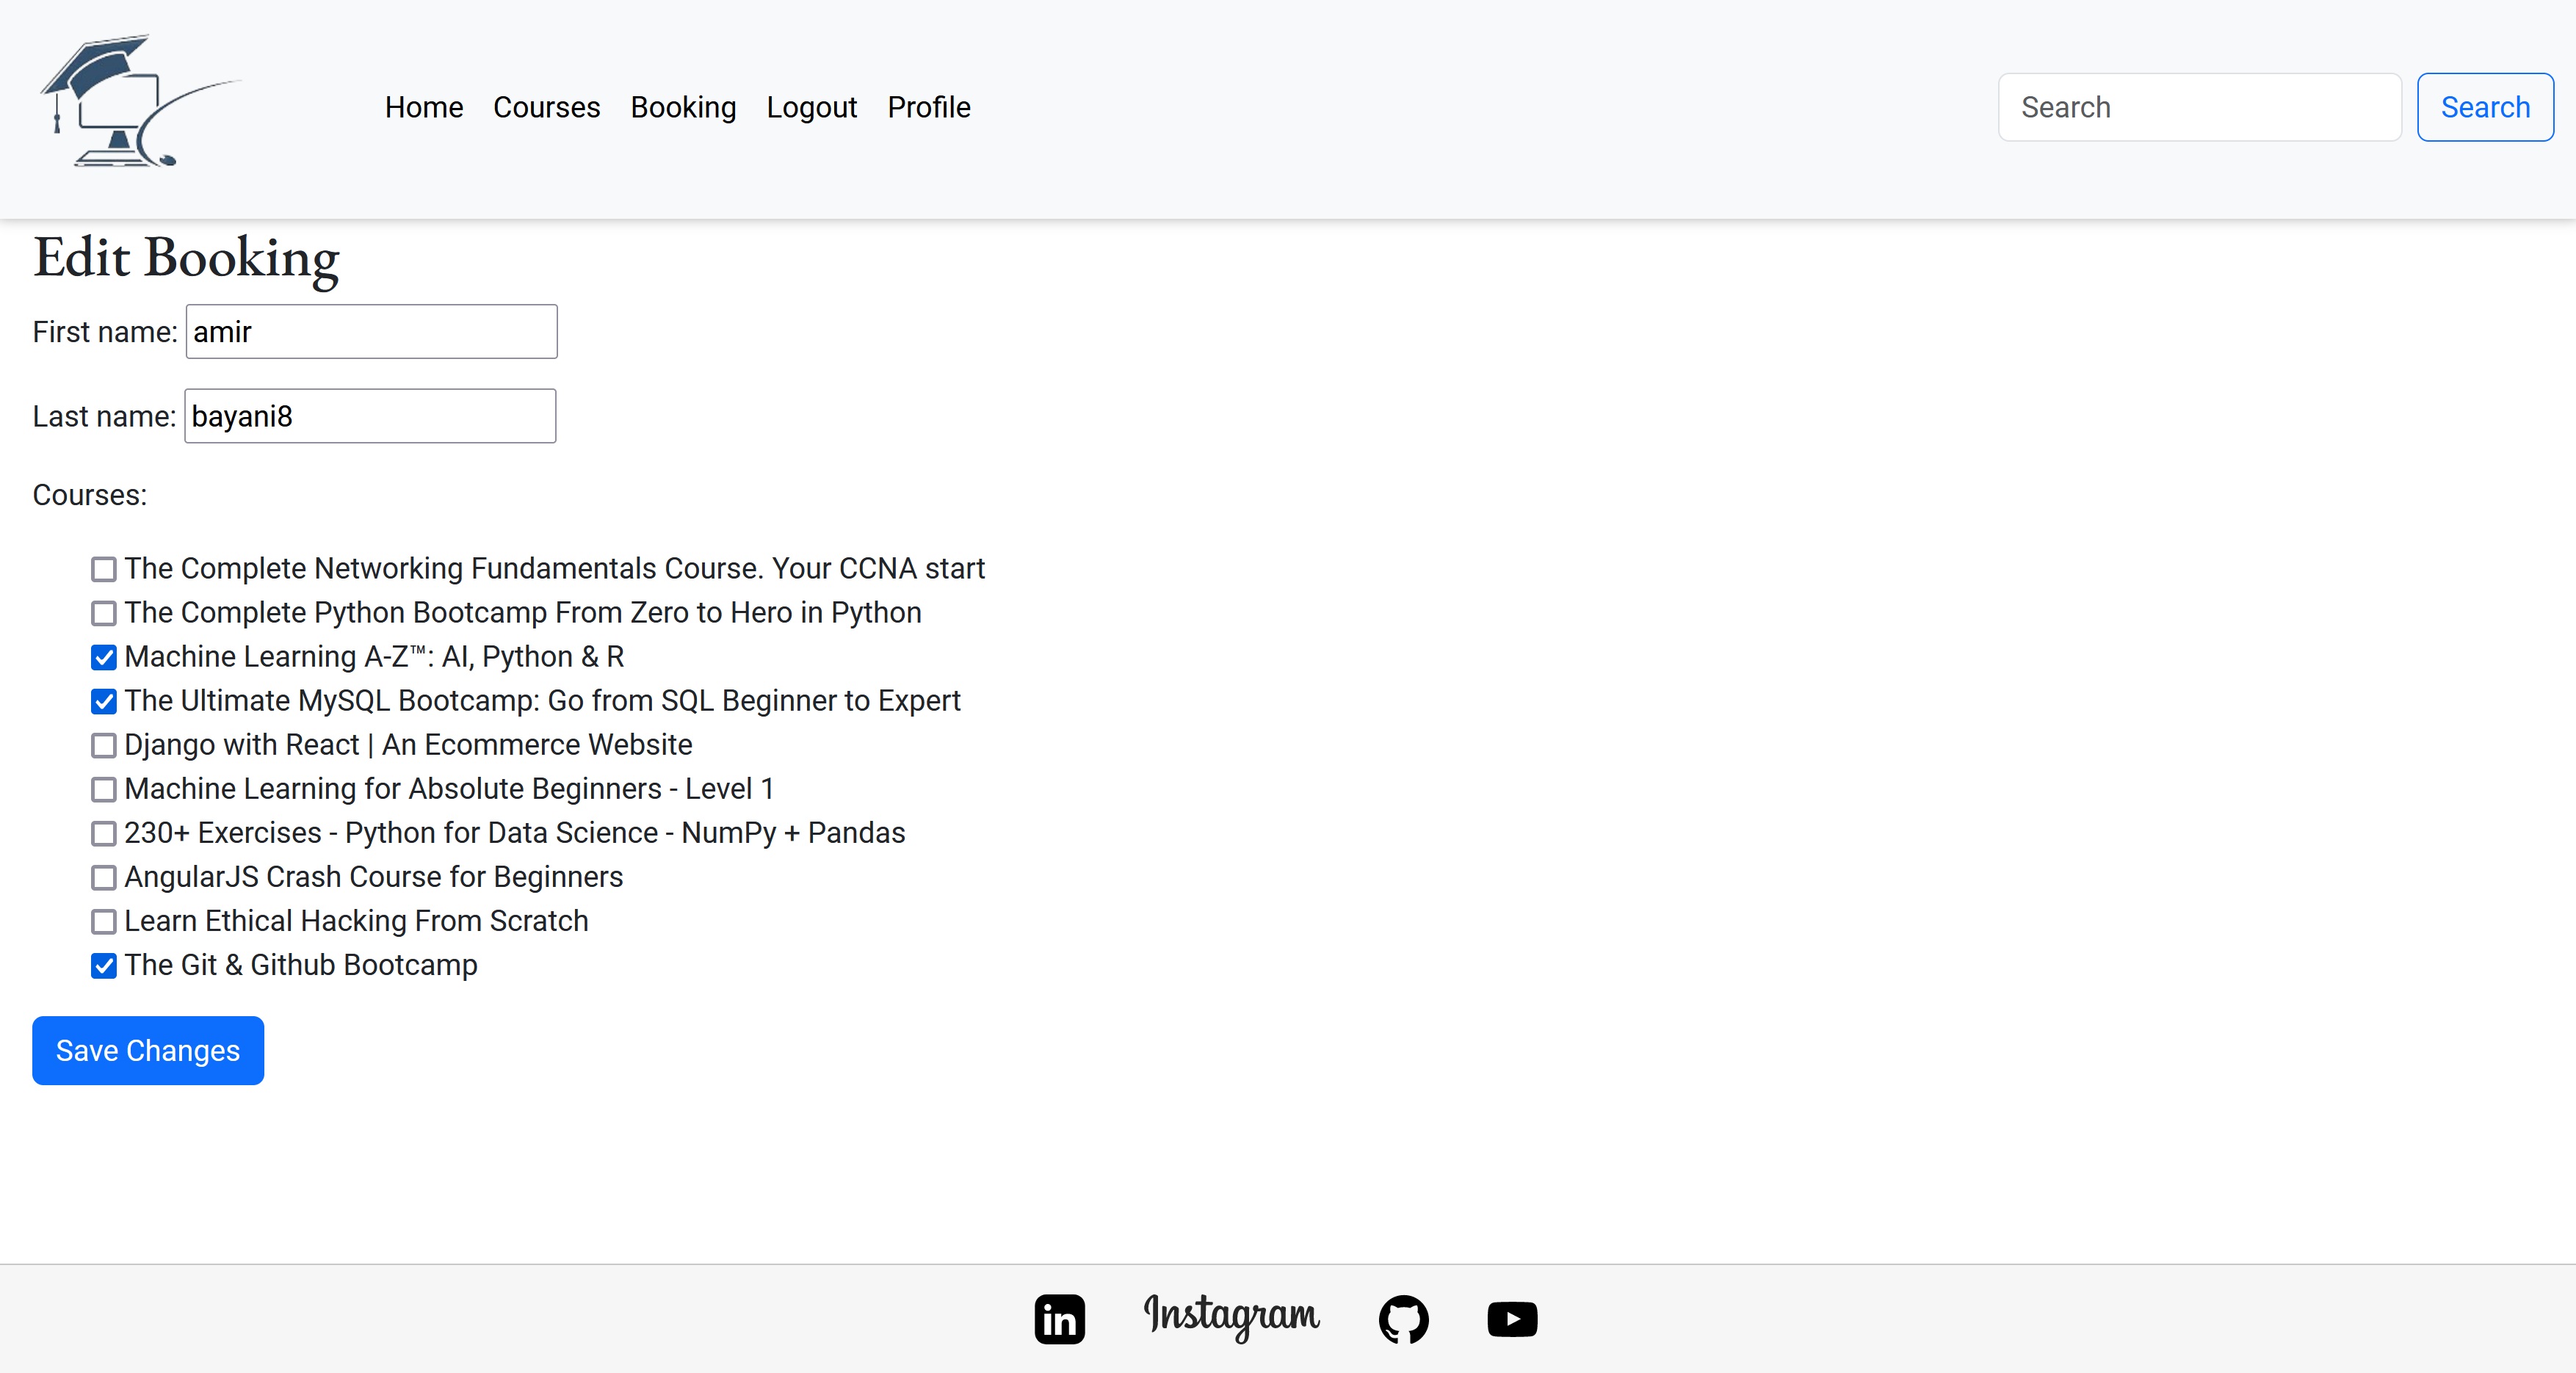 Home Courses Booking Logout Profile Search Search
Edit Booking
First name: amir
Last name: bayani8
Courses:
The Complete Networking Fundamentals Course. Your CCNA start
The Complete Python Bootcamp From Zero to Hero in Python
Machine Learning A-Z™: AI, Python & R
The Ultimate MySQL Bootcamp: Go from SQL Beginner to Expert
Django with React | An Ecommerce Website
Machine Learning for Absolute Beginners - Level 1
230+ Exercises - Python for Data Science - NumPy + Pandas
AngularJS Crash Course for Beginners
Learn Ethical Hacking From Scratch
The Git & Github Bootcamp
Save Changes
in Instagram